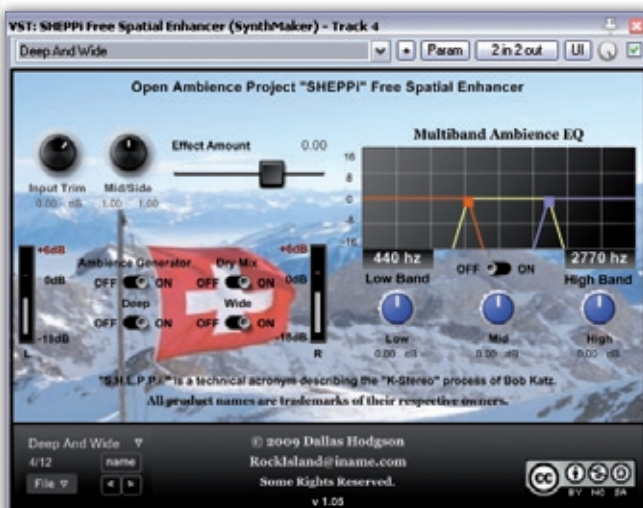 VST: SHEPPi Free Spatial Enhancer (SynthMaker) - Track 4
Deep And Wide
Param
2 in 2 out
UI
Open Ambience Project "SHEPPi" Free Spatial Enhancer
Effect Amount 0.00
Multiband Ambience EQ
Input Trim
0.00 dB
Mid/Side
1.00 1.00
16
8
0
-8
-16
440 hz
2770 hz
OFF ON
Low Band
High Band
+6dB
0dB
-18dB
L
Ambience Generator
OFF ON
Dry Mix
OFF ON
Deep
OFF ON
Wide
OFF ON
+6dB
0dB
-18dB
R
Low
0.00 dB
Mid
0.00 dB
High
0.00 dB
"S.H.E.P.P.i" is a technical acronym describing the "K-Stereo" process of Bob Katz.
All product names are trademarks of their respective owners.
Deep And Wide
4/12
name
File
© 2009 Dallas Hodgson
RockIsland@iname.com
Some Rights Reserved.
v 1.05
cc
BY NC SA